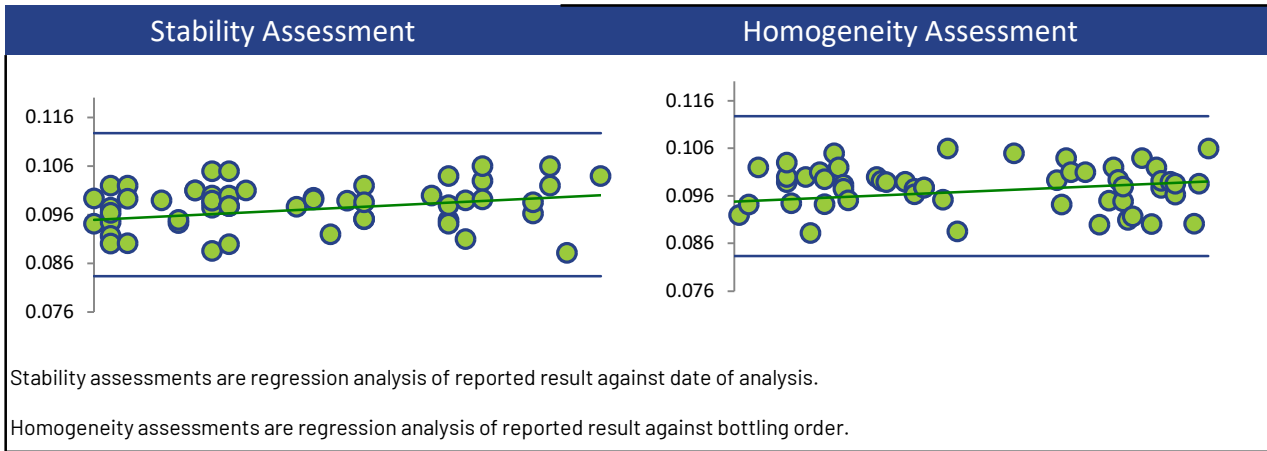 Stability Assessment
Homogeneity Assessment
0.116
0.106
0.096
0.086
0.076
0.116
0.106
0.096
0.086
0.076
Stability assessments are regression analysis of reported result against date of analysis.
Homogeneity assessments are regression analysis of reported result against bottling order.